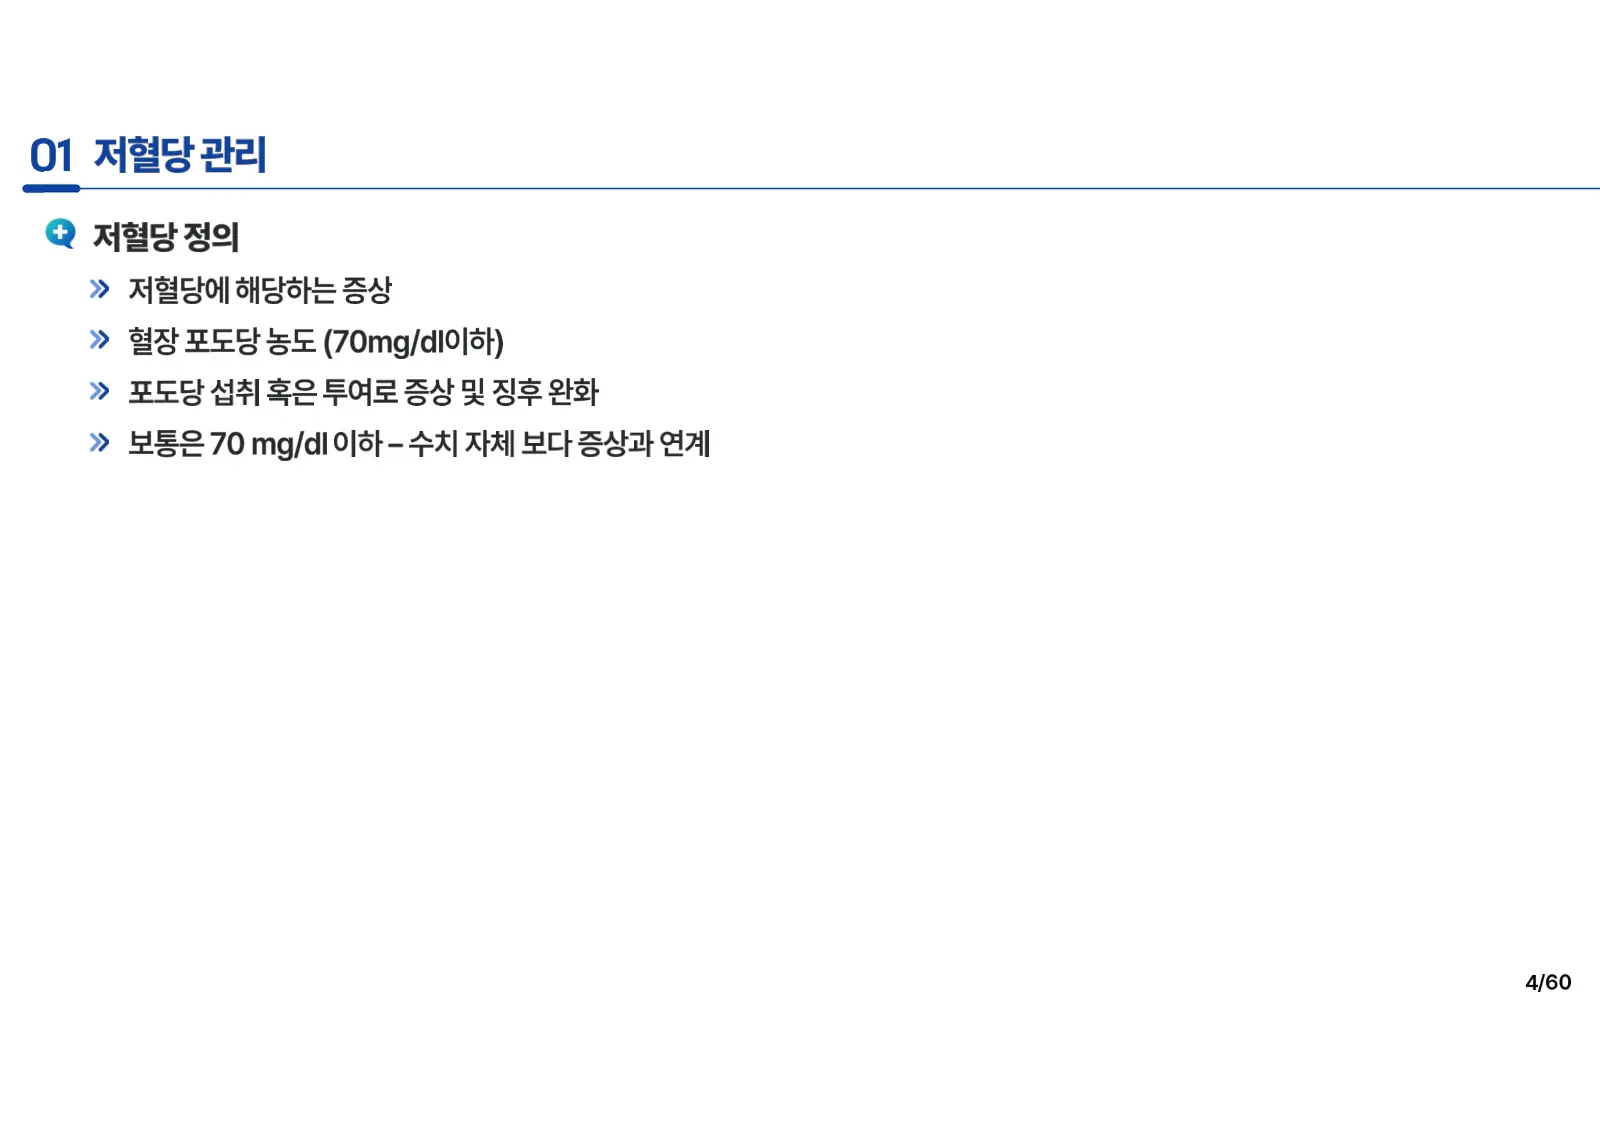 01 저혈당 관리
저혈당 정의
저혈당에 해당하는 증상
혈장 포도당 농도 (70mg/dl이하)
포도당 섭취 혹은 투여로 증상 및 징후 완화
보통은 70 mg/dl 이하 – 수치 자체 보다 증상과 연계
4/60